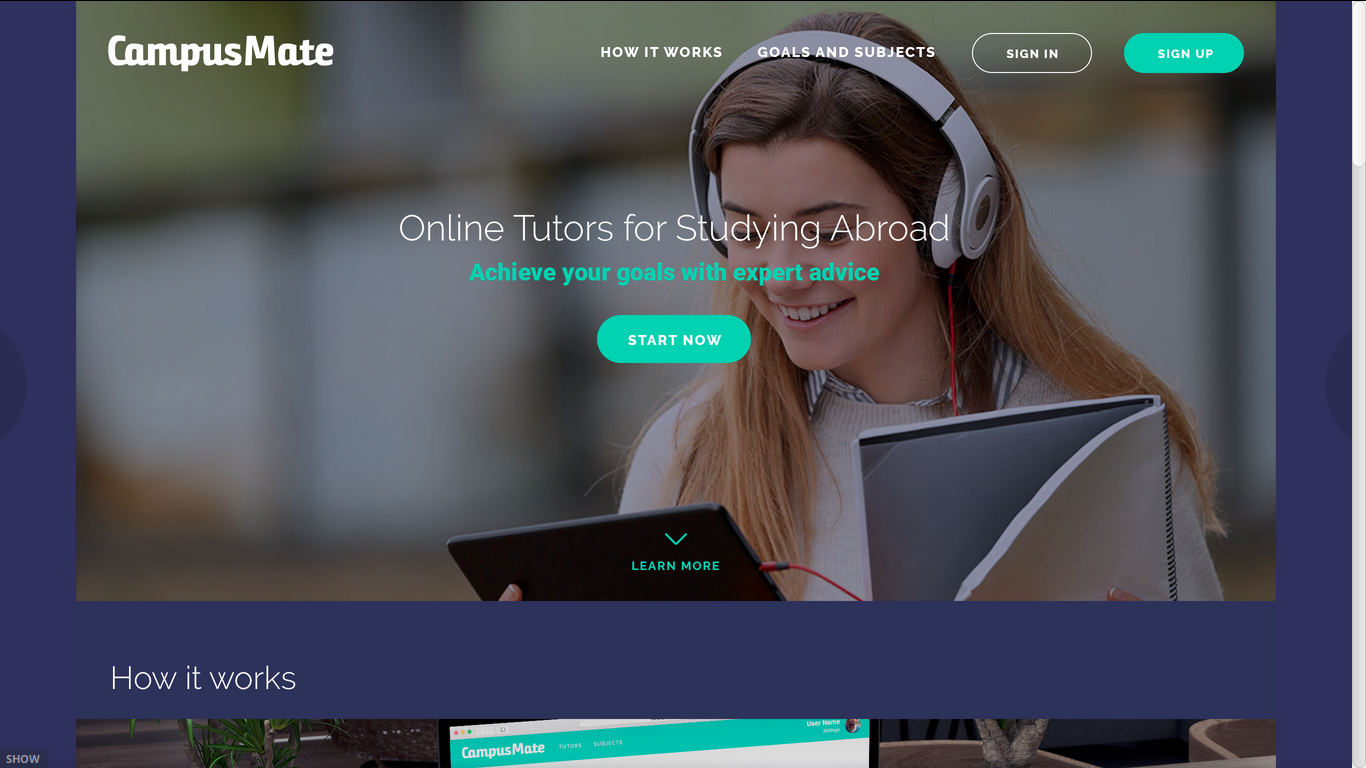 CampusMate
HOW IT WORKS
GOALS AND SUBJECTS
SIGN IN
SIGN UP
Online Tutors for Studying Abroad
Achieve your goals with expert advice
START NOW
LEARN MORE
How it works
User Name
Settings
CampusMate
TUTORS
SUBJECTS
SHOW